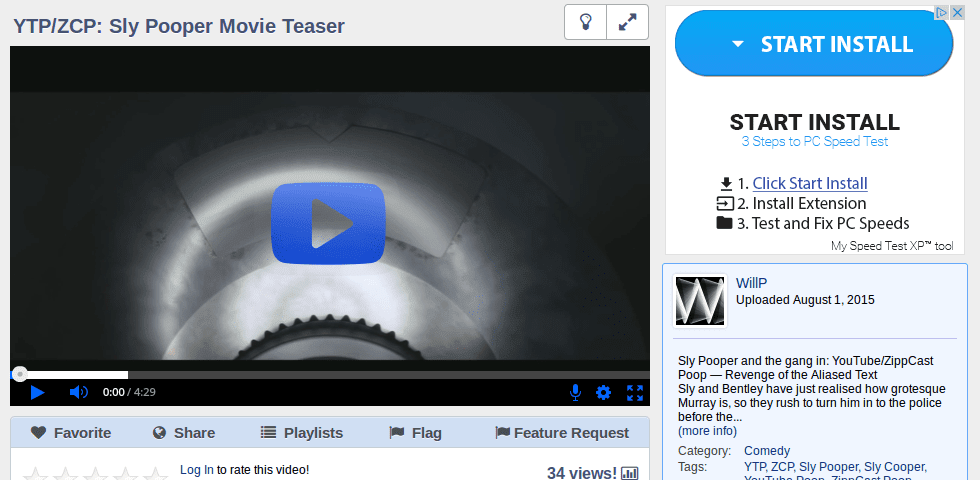 YTP/ZCP: Sly Pooper Movie Teaser
0:00 / 4:29
Favorite Share Playlists Flag Feature Request
Log In to rate this video!
34 views!
START INSTALL
START INSTALL
3 Steps to PC Speed Test
1. Click Start Install
2. Install Extension
3. Test and Fix PC Speeds
My Speed Test XP™ tool
W
WillP
Uploaded August 1, 2015
Sly Pooper and the gang in: YouTube/ZippCast
Poop — Revenge of the Aliased Text
Sly and Bentley have just realised how grotesque
Murray is, so they rush to turn him in to the police
before the...
(more info)
Category: Comedy
Tags: YTP, ZCP, Sly Pooper, Sly Cooper,
YouTube Poop, ZippCast Poop